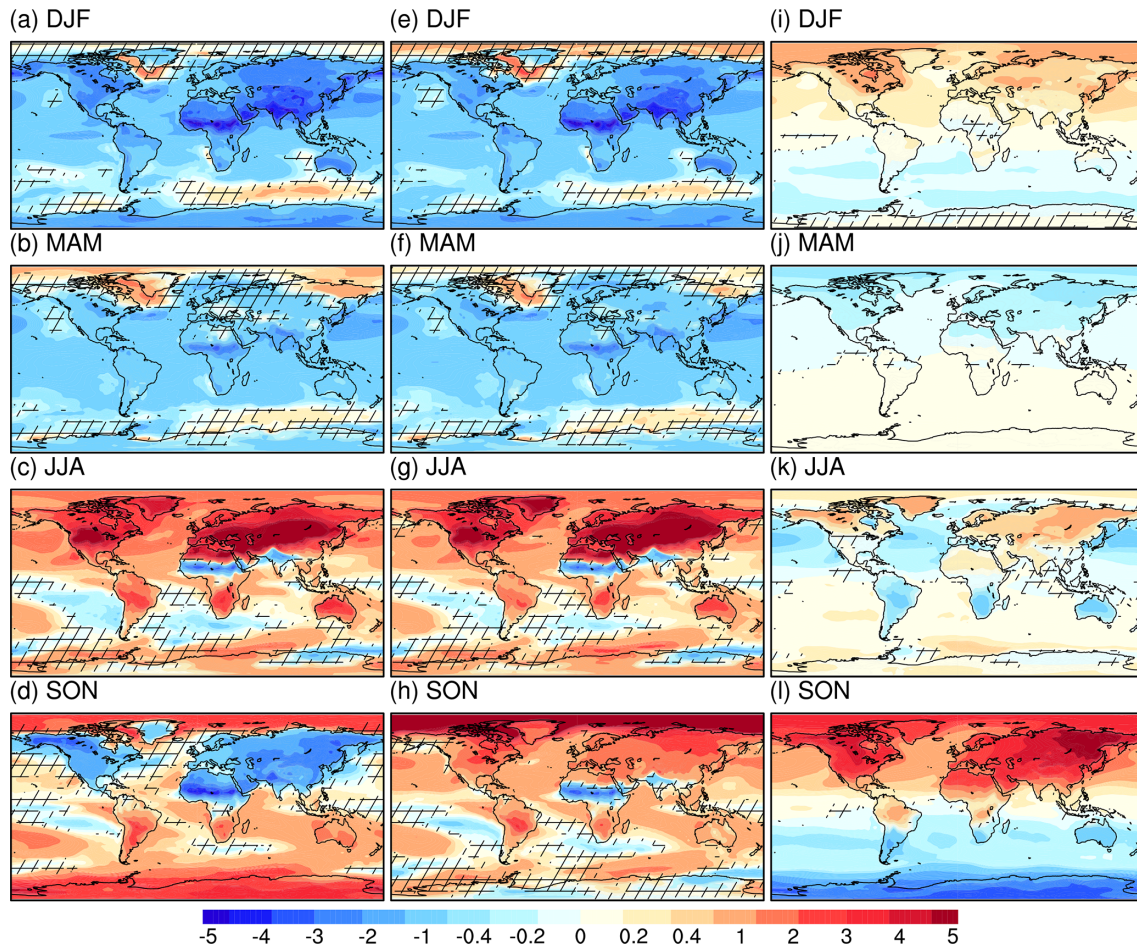 (a) DJF (e) DJF (i) DJF
(b) MAM (f) MAM (j) MAM
(c) JJA (g) JJA (k) JJA
(d) SON (h) SON (l) SON
-5 -4 -3 -2 -1 -0.4 -0.2 0 0.2 0.4 1 2 3 4 5